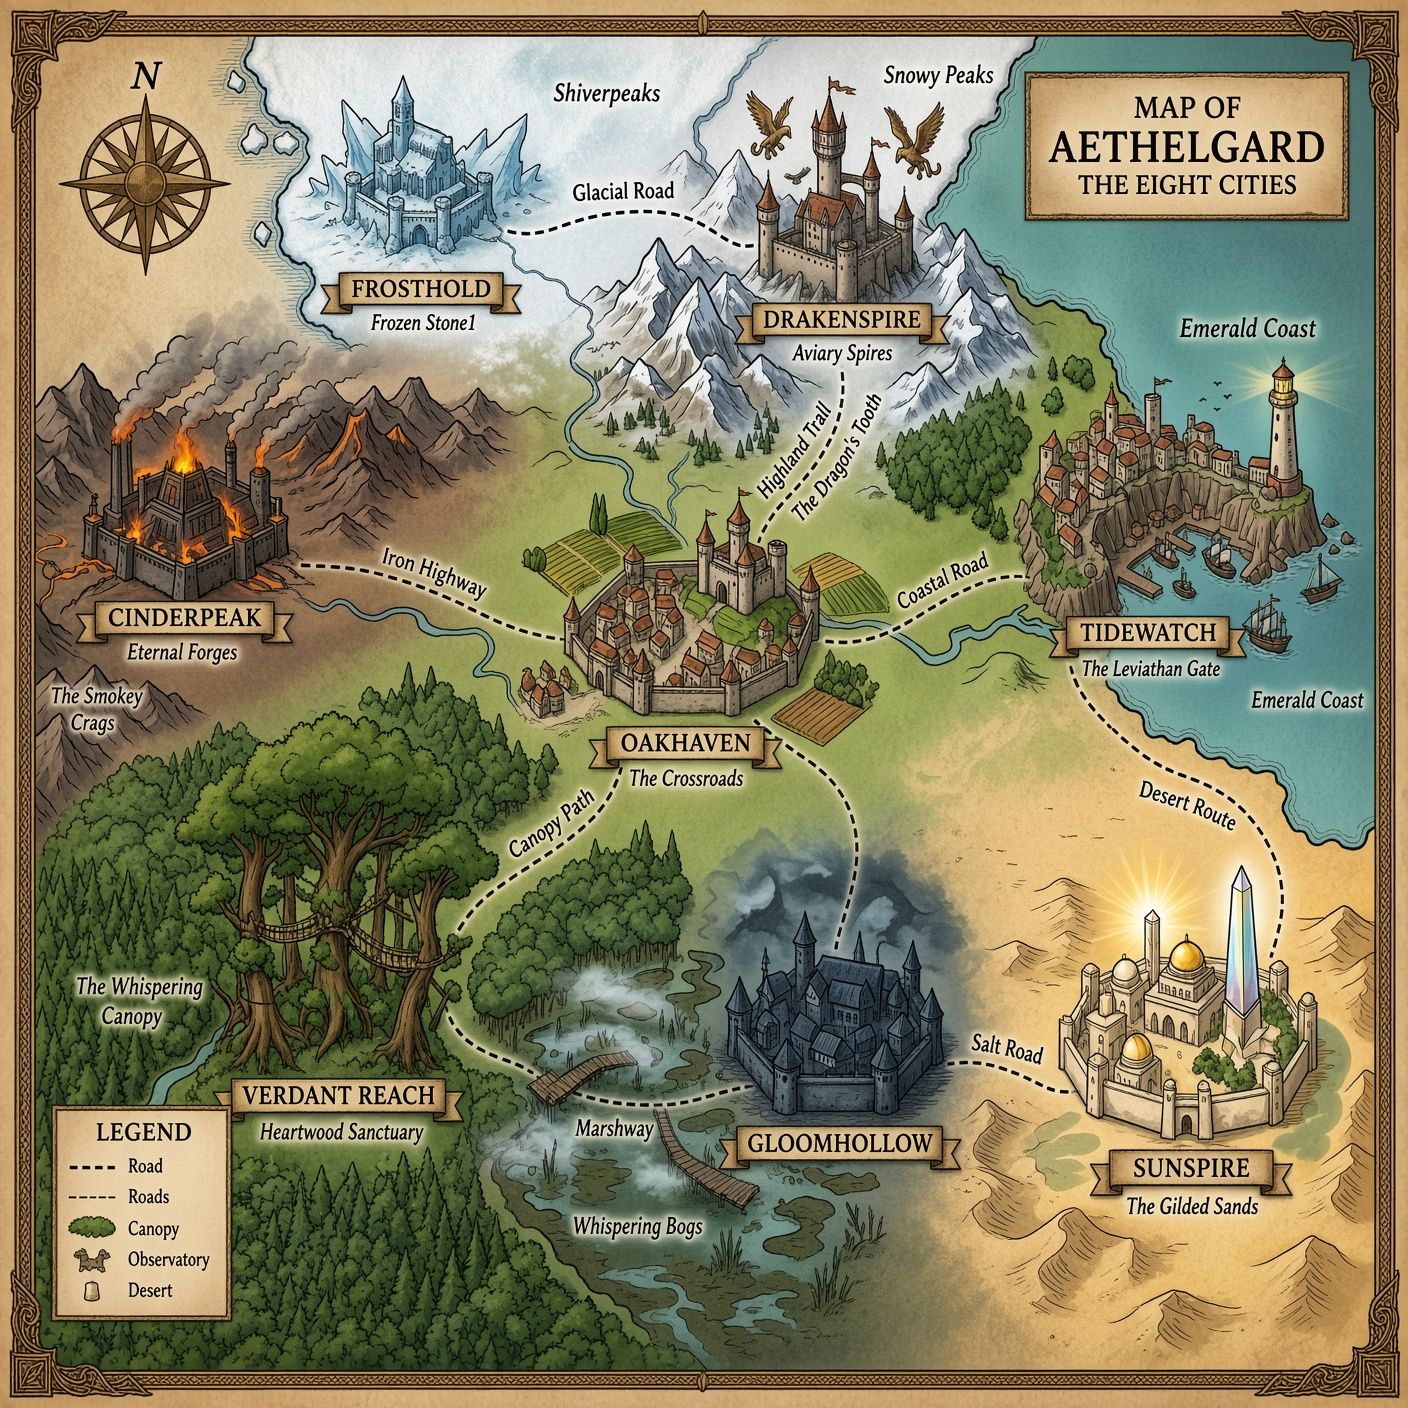 N
Shiverpeaks
Snowy Peaks
MAP OF
AETHELGARD
THE EIGHT CITIES
Glacial Road
FROSTHOLD
Frozen Stone1
DRAKENSPIRE
Aviary Spires
Emerald Coast
Highland Trall
The Dragon's Tooth
Iron Highway
Coastal Road
CINDERPEAK
Eternal Forges
TIDEWATCH
The Leviathan Gate
The Smokey
Crags
Emerald Coast
OAKHAVEN
The Crossroads
Desert Route
Canopy Path
The Whispering
Canopy
Salt Road
VERDANT REACH
Heartwood Sanctuary
Marshway
GLOOMHOLLOW
SUNSPIRE
The Gilded Sands
Whispering Bogs
LEGEND
Road
Roads
Canopy
Observatory
Desert